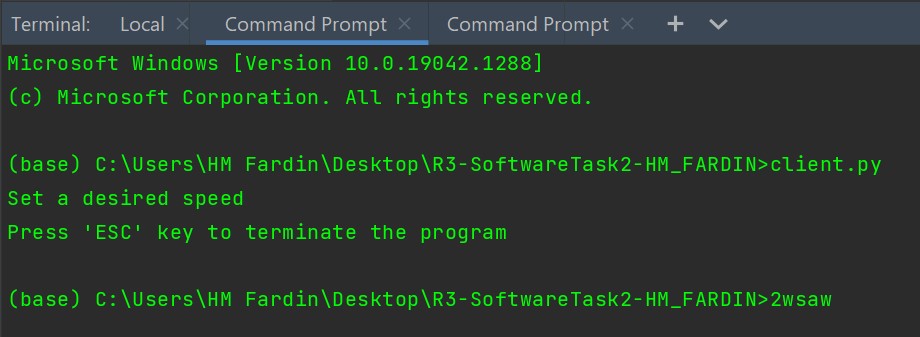 Terminal: Local × Command Prompt × Command Prompt × +
Microsoft Windows [Version 10.0.19042.1288]
(c) Microsoft Corporation. All rights reserved.
(base) C:\Users\HM Fardin\Desktop\R3-SoftwareTask2-HM_FARDIN>client.py
Set a desired speed
Press 'ESC' key to terminate the program
(base) C:\Users\HM Fardin\Desktop\R3-SoftwareTask2-HM_FARDIN>2wsaw